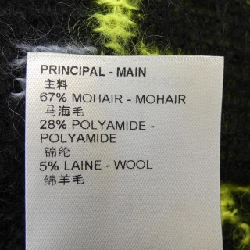 PRINCIPAL - MAIN
主料
67% MOHAIR - MOHAIR
马海毛
28% POLYAMIDE -
POLYAMIDE
锦纶
5% LAINE - WOOL
绵羊毛